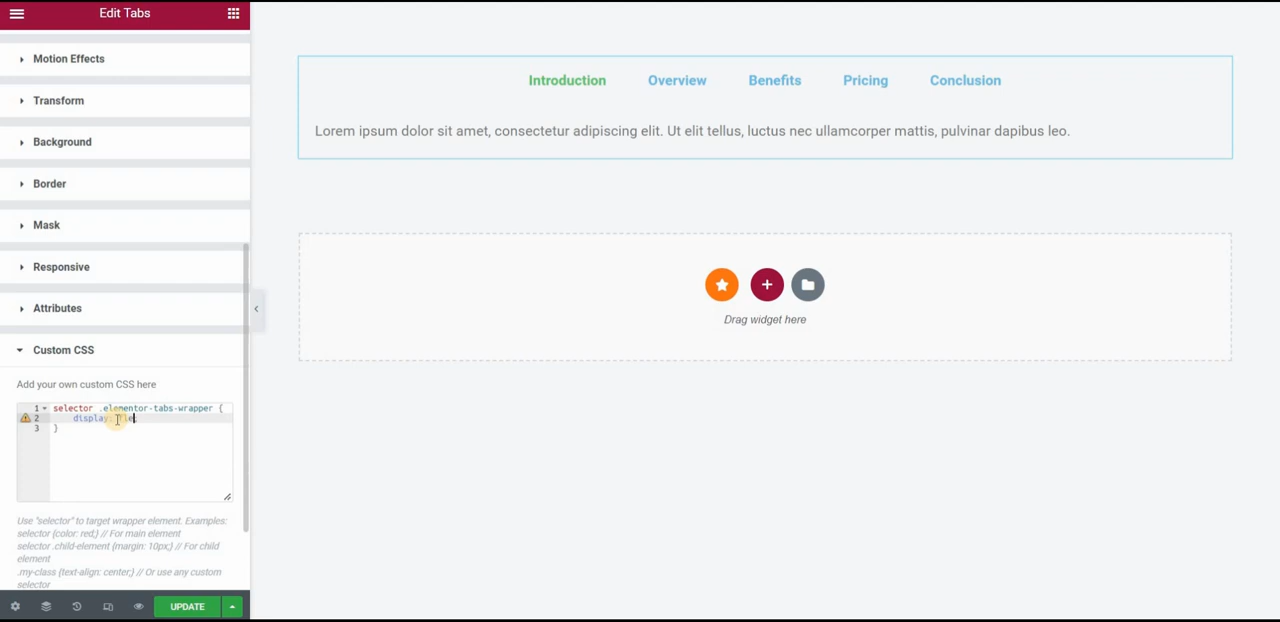 Edit Tabs
Motion Effects
Transform
Background
Border
Mask
Responsive
Attributes
Custom CSS
Add your own custom CSS here
1 selector .elementor-tabs-wrapper {
2 display:
3 }
Use "selector" to target wrapper element. Examples:
selector {color: red;} // For main element
selector .child-element {margin: 10px;} // For child
element
.my-class {text-align: center;} // Or use any custom
selector
UPDATE
Introduction Overview Benefits Pricing Conclusion
Lorem ipsum dolor sit amet, consectetur adipiscing elit. Ut elit tellus, luctus nec ullamcorper mattis, pulvinar dapibus leo.
Drag widget here